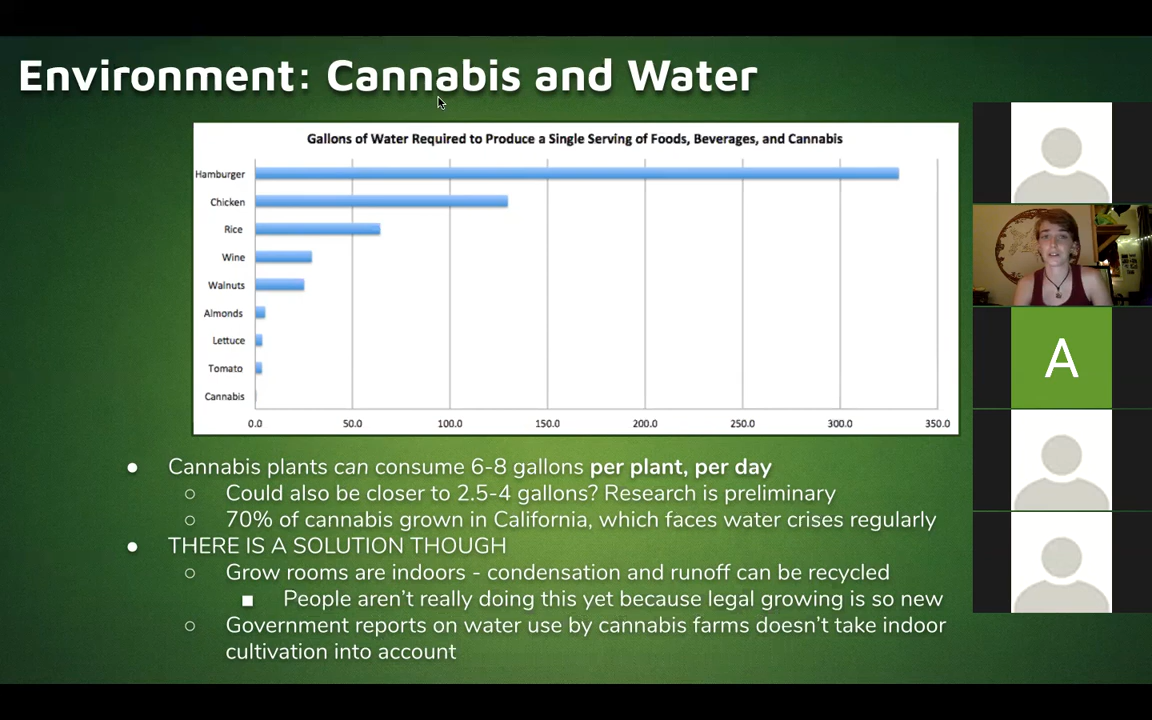 Environment: Cannabis and Water
Gallons of Water Required to Produce a Single Serving of Foods, Beverages, and Cannabis
Hamburger
Chicken
Rice
Wine
Walnuts
Almonds
Lettuce
Tomato
Cannabis
0.0 50.0 100.0 150.0 200.0 250.0 300.0 350.0
● Cannabis plants can consume 6-8 gallons per plant, per day
○ Could also be closer to 2.5-4 gallons? Research is preliminary
○ 70% of cannabis grown in California, which faces water crises regularly
● THERE IS A SOLUTION THOUGH
○ Grow rooms are indoors - condensation and runoff can be recycled
■ People aren't really doing this yet because legal growing is so new
○ Government reports on water use by cannabis farms doesn't take indoor
cultivation into account
A